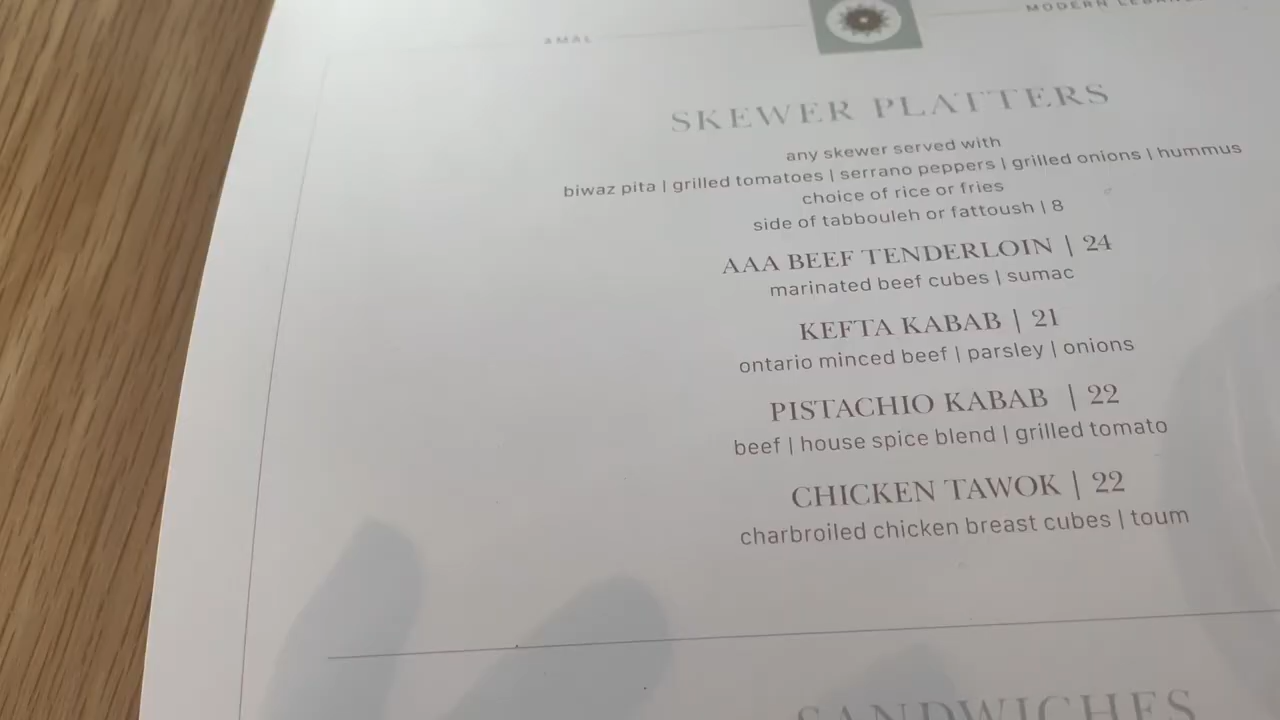 AMAL
MODERN
SKEWER PLATTERS
any skewer served with
biwaz pita | grilled tomatoes | serrano peppers | grilled onions | hummus
choice of rice or fries
side of tabbouleh or fattoush | 8
AAA BEEF TENDERLOIN | 24
marinated beef cubes | sumac
KEFTA KABAB | 21
ontario minced beef | parsley | onions
PISTACHIO KABAB | 22
beef | house spice blend | grilled tomato
CHICKEN TAWOK | 22
charbroiled chicken breast cubes | toum
SANDWICHES